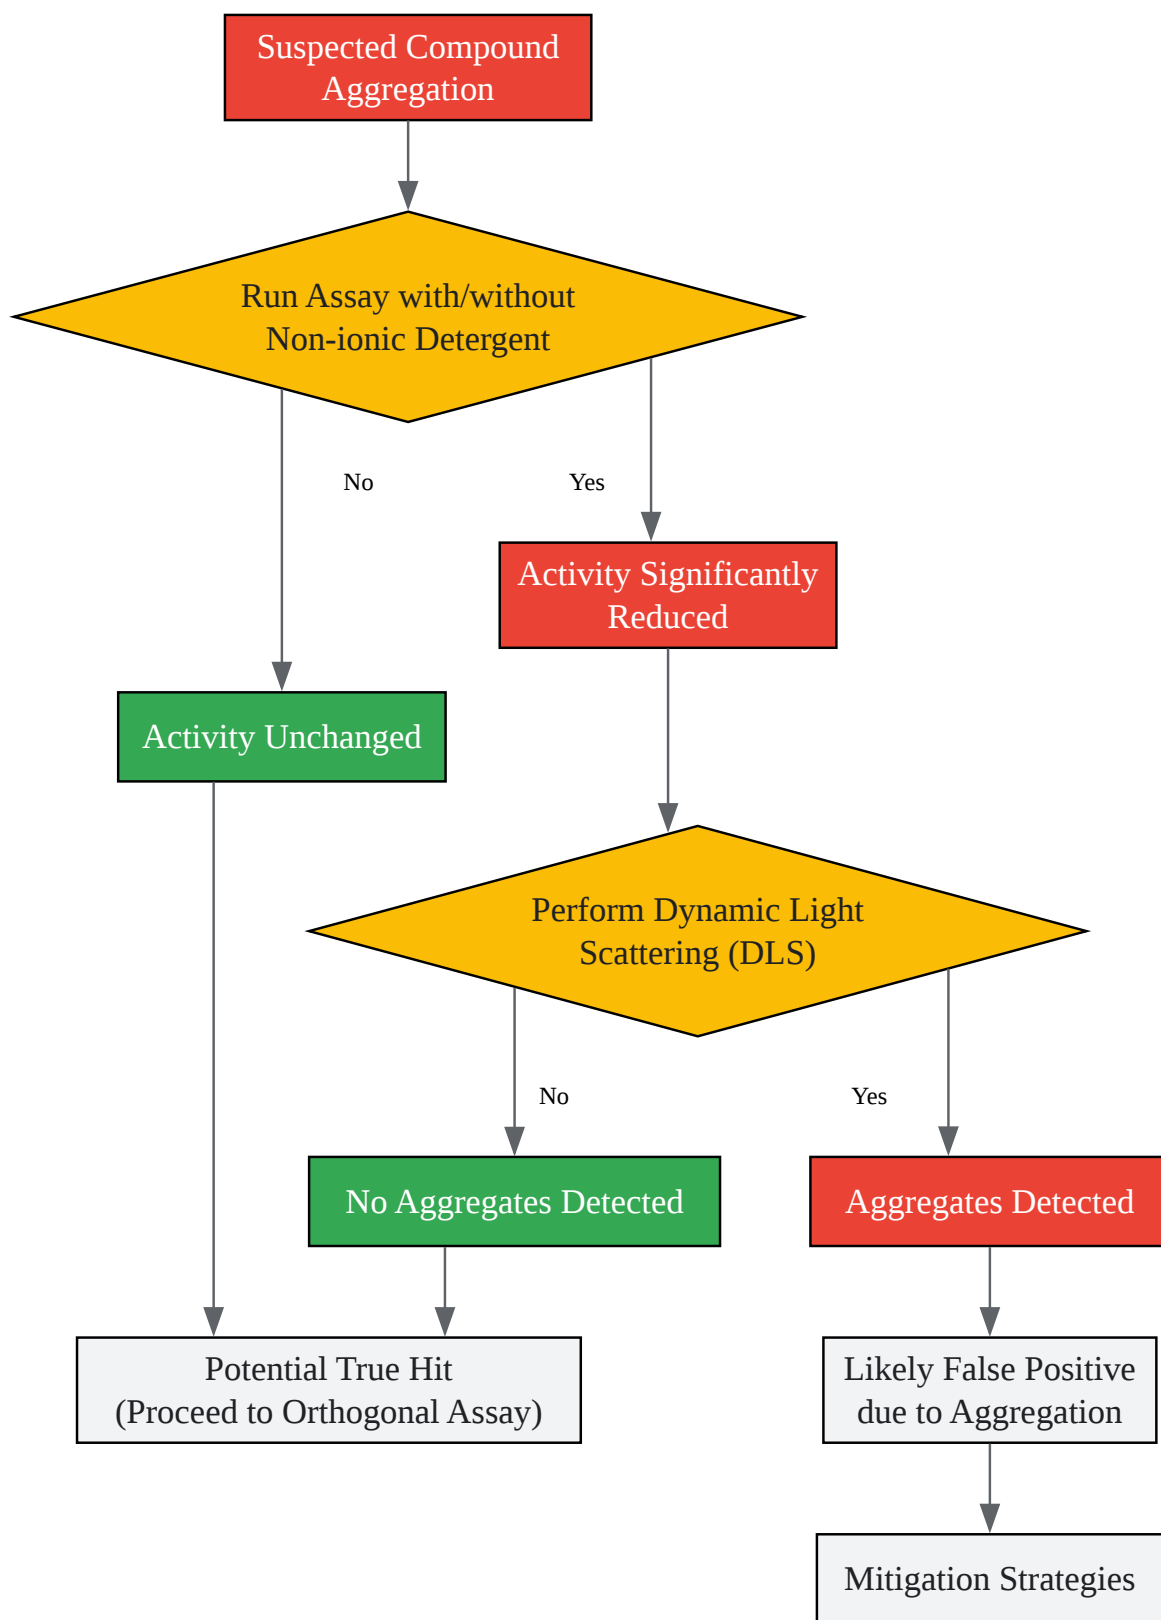 Suspected Compound
Aggregation
Run Assay with/without
Non-ionic Detergent
No
Yes
Activity Significantly
Reduced
Activity Unchanged
Perform Dynamic Light
Scattering (DLS)
No
Yes
No Aggregates Detected
Aggregates Detected
Potential True Hit
(Proceed to Orthogonal Assay)
Likely False Positive
due to Aggregation
Mitigation Strategies